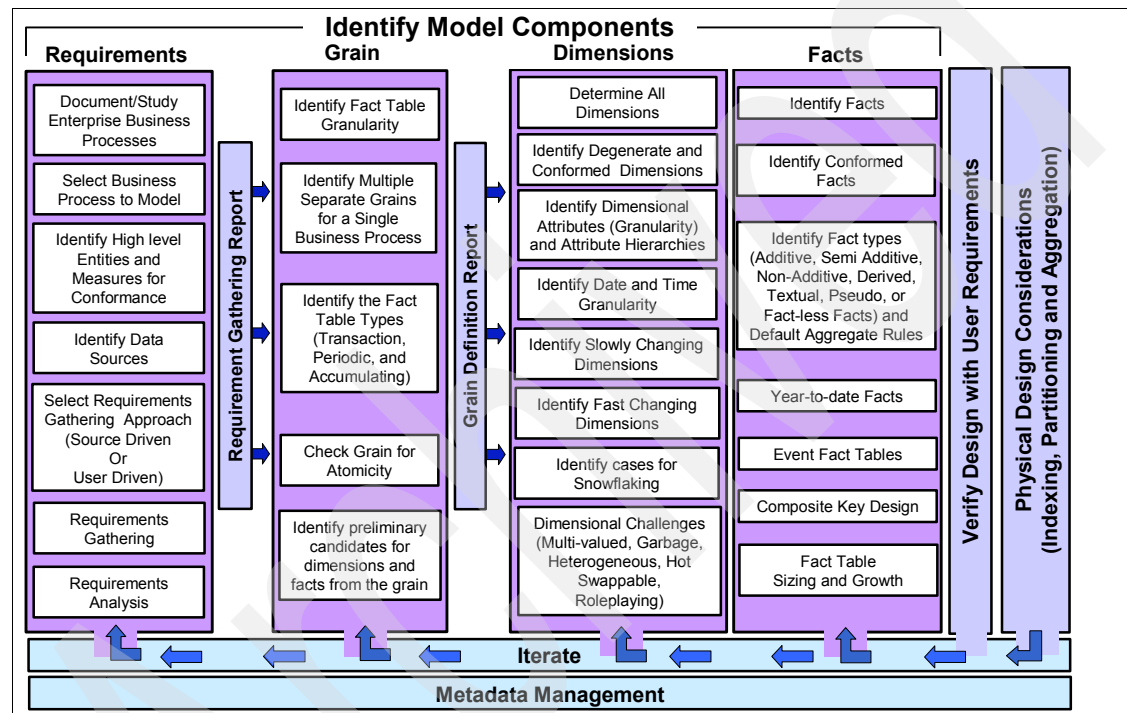 Identify Model Components
Requirements
Grain
Dimensions
Facts
Document/Study
Enterprise Business
Processes
Select Business
Process to Model
Identify High level
Entities and
Measures for
Conformance
Identify Data
Sources
Select Requirements
Gathering Approach
(Source Driven
Or
User Driven)
Requirements
Gathering
Requirements
Analysis
Requirement Gathering Report
Identify Fact Table
Granularity
Identify Multiple
Separate Grains
for a Single
Business Process
Identify the Fact
Table Types
(Transaction,
Periodic, and
Accumulating)
Check Grain for
Atomicity
Identify preliminary
candidates for
dimensions and
facts from the grain
Grain Definition Report
Determine All
Dimensions
Identify Degenerate and
Conformed Dimensions
Identify Dimensional
Attributes (Granularity)
and Attribute Hierarchies
Identify Date and Time
Granularity
Identify Slowly Changing
Dimensions
Identify Fast Changing
Dimensions
Identify cases for
Snowflaking
Dimensional Challenges
(Multi-valued, Garbage,
Heterogeneous, Hot
Swappable,
Roleplaying)
Identify Facts
Identify Conformed
Facts
Identify Fact types
(Additive, Semi Additive,
Non-Additive, Derived,
Textual, Pseudo, or
Fact-less Facts) and
Default Aggregate Rules
Year-to-date Facts
Event Fact Tables
Composite Key Design
Fact Table
Sizing and Growth
Verify Design with User Requirements
Physical Design Considerations
(Indexing, Partitioning and Aggregation)
Iterate
Metadata Management